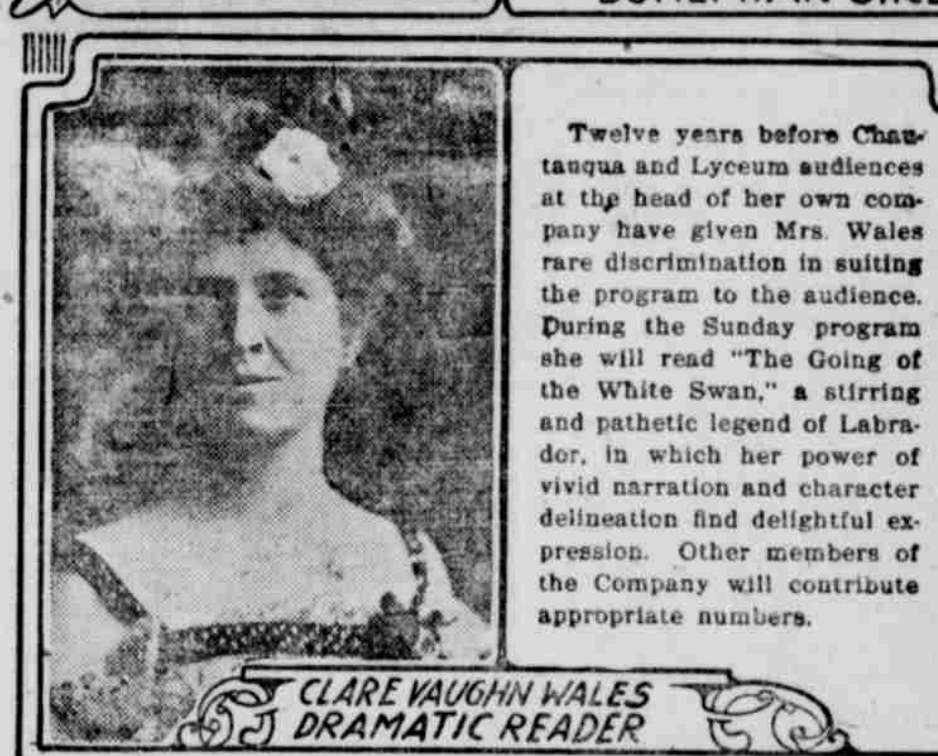 Twelve years before Chau-
tauqua and Lyceum audiences
at the head of her own com-
pany have given Mrs. Wales
rare discrimination in suiting
the program to the audience.
During the Sunday program
she will read "The Going of
the White Swan," a stirring
and pathetic legend of Labra-
dor, in which her power of
vivid narration and character
delineation find delightful ex-
pression. Other members of
the Company will contribute
appropriate numbers.
CLARE VAUGHN WALES
DRAMATIC READER